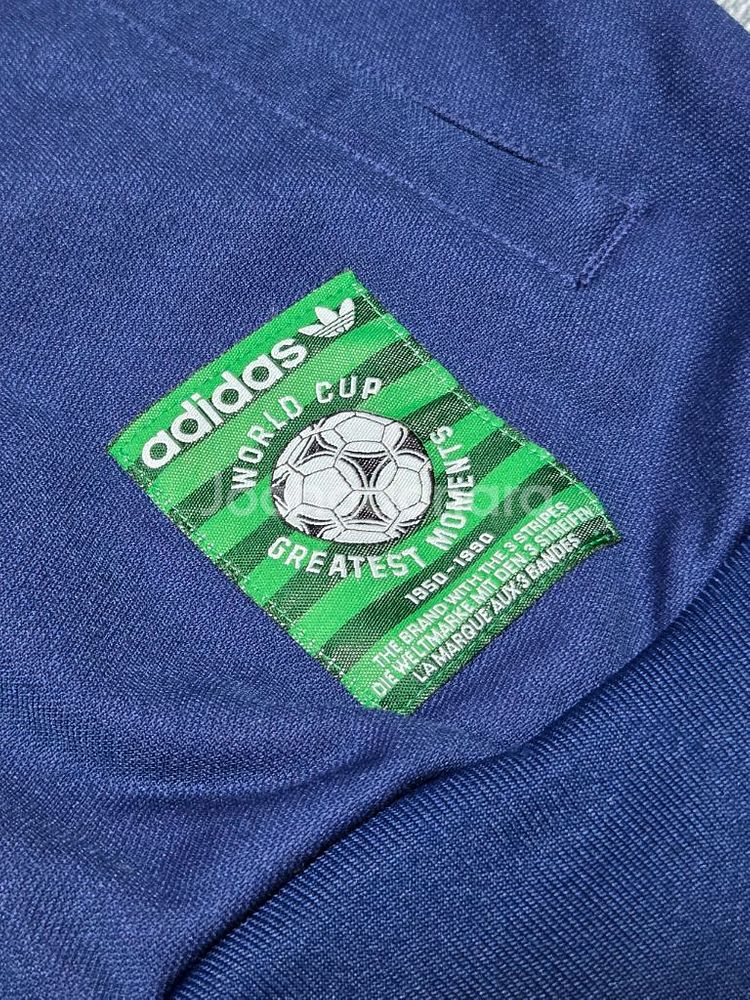 adidas
WORLD CUP
GREATEST MOMENTS
1950-1990
THE BRAND WITH THE 3 STRIPES
DIE WELTMARKE MIT DEN 3 STREIFEN
LA MARQUE AUX 3 BANDES